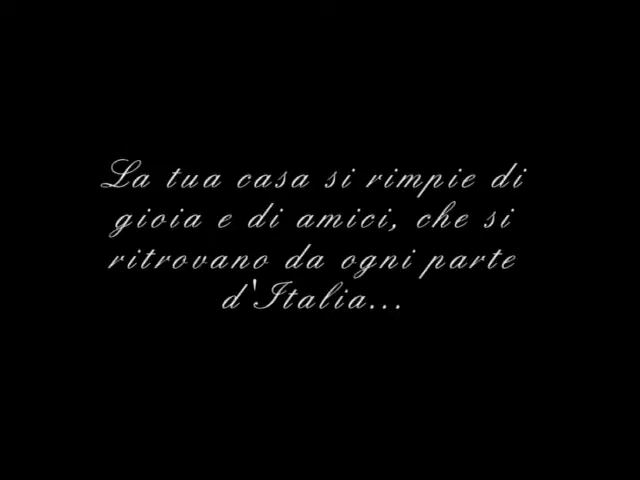 La tua casa si rimpie di
gioia e di amici, che si
ritrovano da ogni parte
d'Italia...